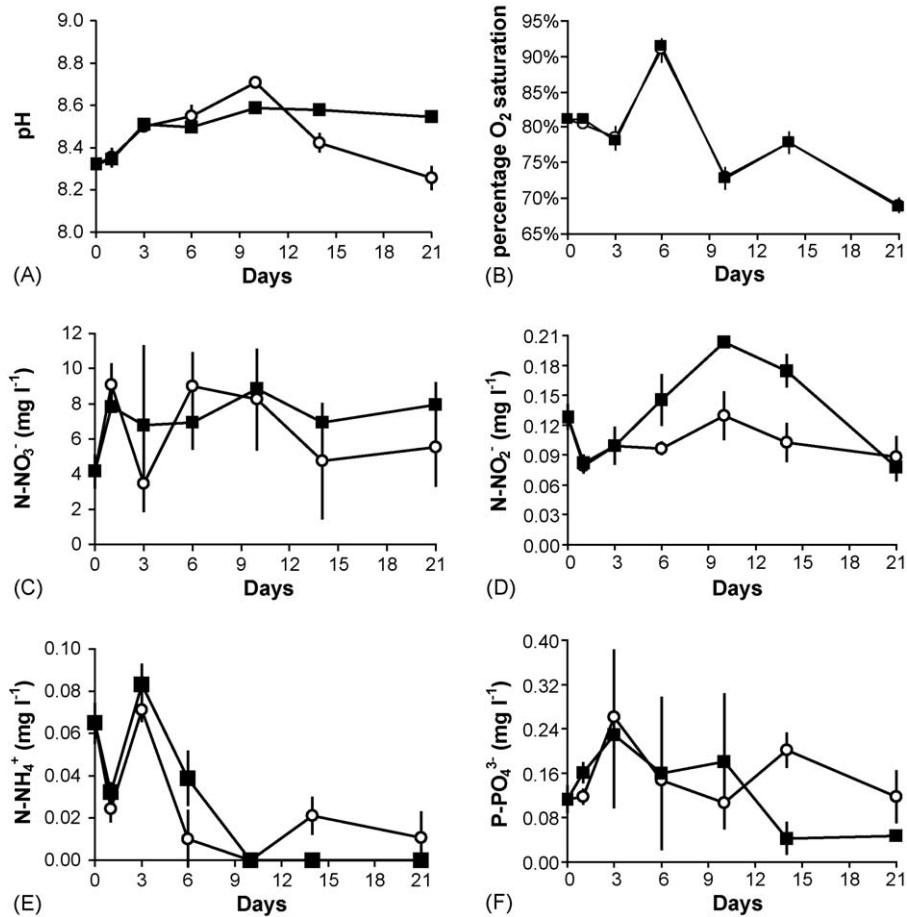 9.0
8.8
8.6
8.4
8.2
8.0
pH
0 3 6 9 12 15 18 21
Days
(A)
95%
90%
85%
80%
75%
70%
65%
percentage O₂ saturation
0 3 6 9 12 15 18 21
Days
(B)
12
10
8
6
4
2
0
N-NO₃⁻ (mg l⁻¹)
0 3 6 9 12 15 18 21
Days
(C)
0.21
0.18
0.15
0.12
0.09
0.06
0.03
0.00
N-NO₂⁻ (mg l⁻¹)
0 3 6 9 12 15 18 21
Days
(D)
0.10
0.08
0.06
0.04
0.02
0.00
N-NH₄⁺ (mg l⁻¹)
0 3 6 9 12 15 18 21
Days
(E)
0.40
0.32
0.24
0.16
0.08
0.00
P-PO₄³⁻ (mg l⁻¹)
0 3 6 9 12 15 18 21
Days
(F)